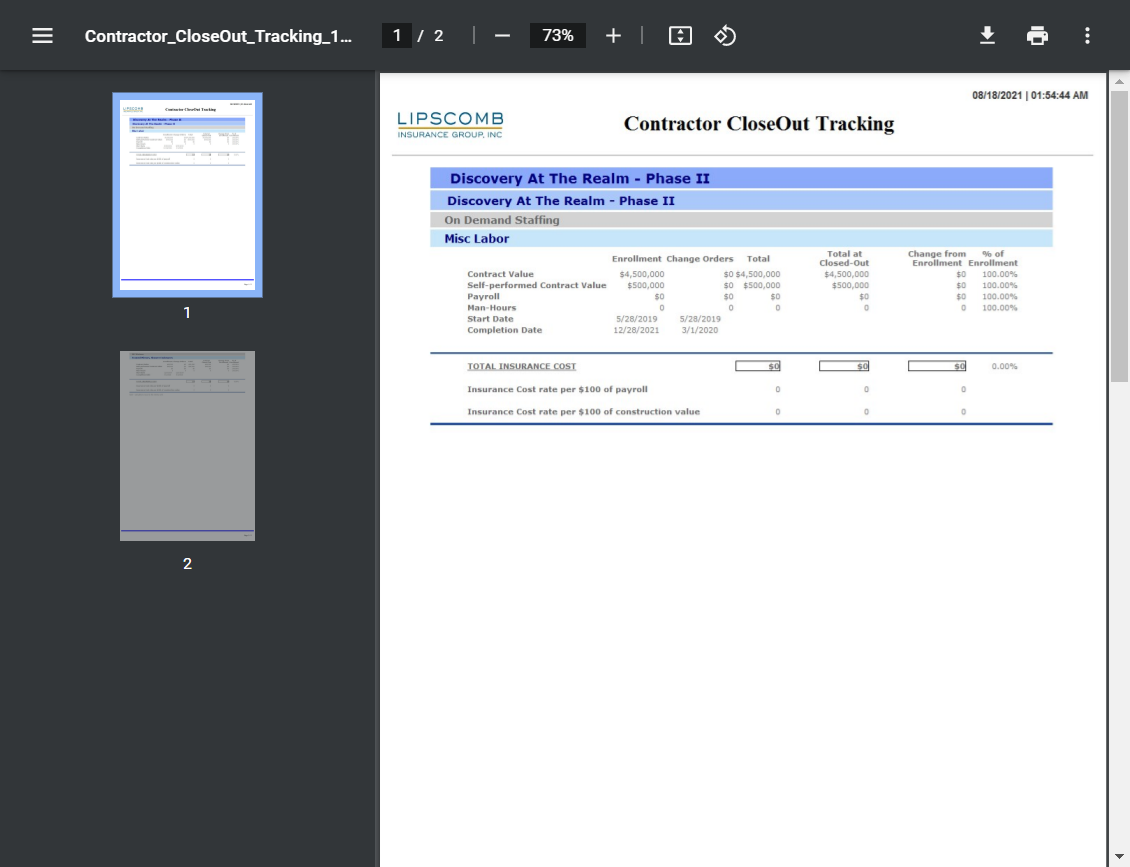 Contractor_CloseOut_Tracking_1...
1 / 2
73%
08/18/2021 | 01:54:44 AM
LIPSCOMB
INSURANCE GROUP, INC
Contractor CloseOut Tracking
Discovery At The Realm - Phase II
Discovery At The Realm - Phase II
On Demand Staffing
Misc Labor
Enrollment Change Orders Total Total at Closed-Out Change from Enrollment % of Enrollment
Contract Value $4,500,000 $0 $4,500,000 $4,500,000 $0 100.00%
Self-performed Contract Value $500,000 $0 $500,000 $500,000 $0 100.00%
Payroll $0 $0 $0 $0 $0 100.00%
Man-Hours 0 0 0 0 0 100.00%
Start Date 5/28/2019 5/28/2019
Completion Date 12/28/2021 3/1/2020
TOTAL INSURANCE COST $0 $0 $0 0.00%
Insurance Cost rate per $100 of payroll 0 0 0
Insurance Cost rate per $100 of construction value 0 0 0
1
2